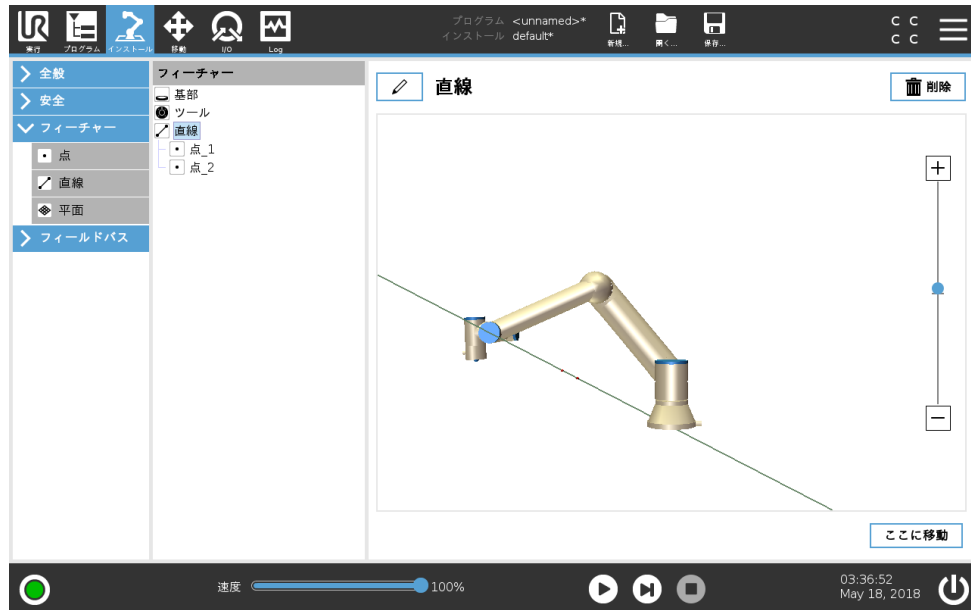 プログラム <unnamed>*
インストール default*
UR
実行
プログラム
インストール
移動
I/O
Log
新規...
開く...
保存...
C C
C C
全般
安全
フィーチャー
点
直線
平面
フィールドバス
フィーチャー
基部
ツール
直線
点_1
点_2
直線
削除
ここに移動
速度
100%
03:36:52
May 18, 2018